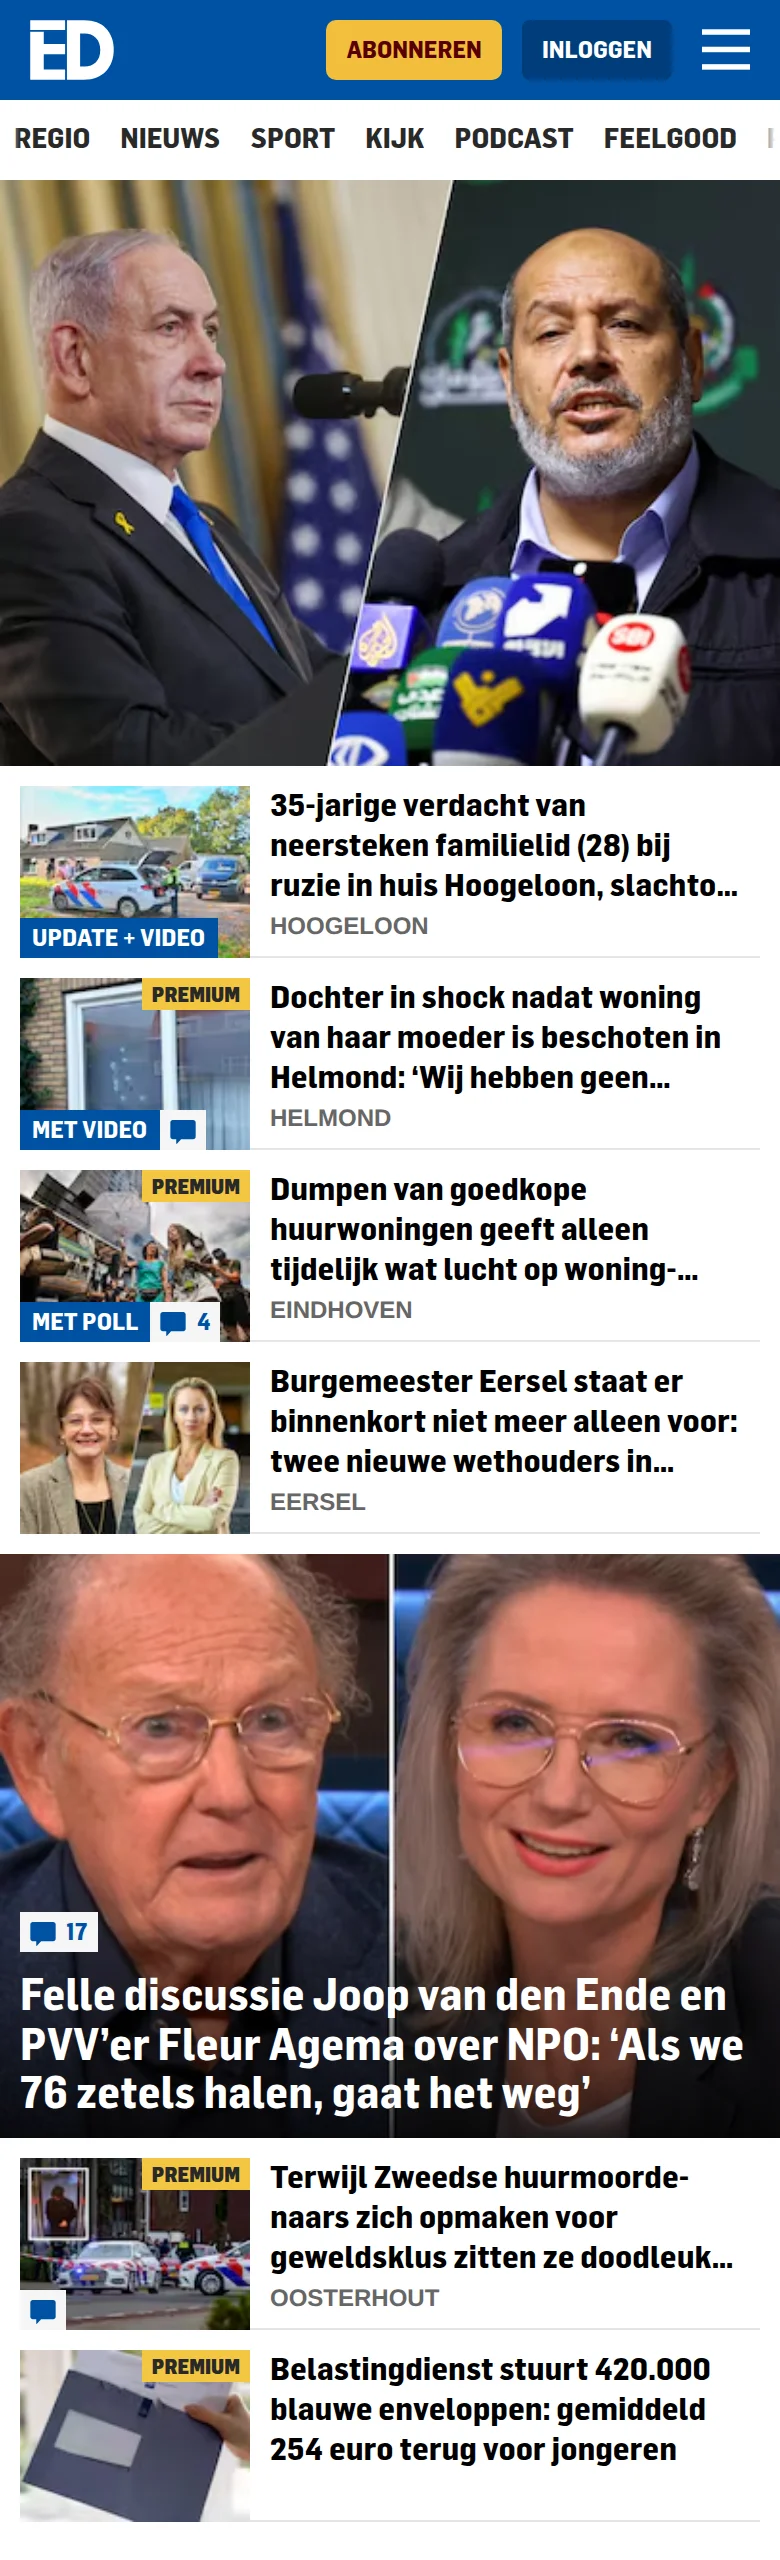 ED
ABONNEREN
INLOGGEN
REGIO NIEUWS SPORT KIJK PODCAST FEELGOOD
SBI
35-jarige verdacht van
neersteken familielid (28) bij
ruzie in huis Hoogeloon, slachto...
HOOGELOON
UPDATE + VIDEO
PREMIUM
Dochter in shock nadat woning
van haar moeder is beschoten in
Helmond: ‘Wij hebben geen...
HELMOND
MET VIDEO
PREMIUM
Dumpen van goedkope
huurwoningen geeft alleen
tijdelijk wat lucht op woning-...
EINDHOVEN
MET POLL
4
Burgemeester Eersel staat er
binnenkort niet meer alleen voor:
twee nieuwe wethouders in...
EERSEL
17
Felle discussie Joop van den Ende en
PVV’er Fleur Agema over NPO: ‘Als we
76 zetels halen, gaat het weg’
PREMIUM
Terwijl Zweedse huurmoorde-
naars zich opmaken voor
geweldsklus zitten ze doodleuk...
OOSTERHOUT
PREMIUM
Belastingdienst stuurt 420.000
blauwe enveloppen: gemiddeld
254 euro terug voor jongeren